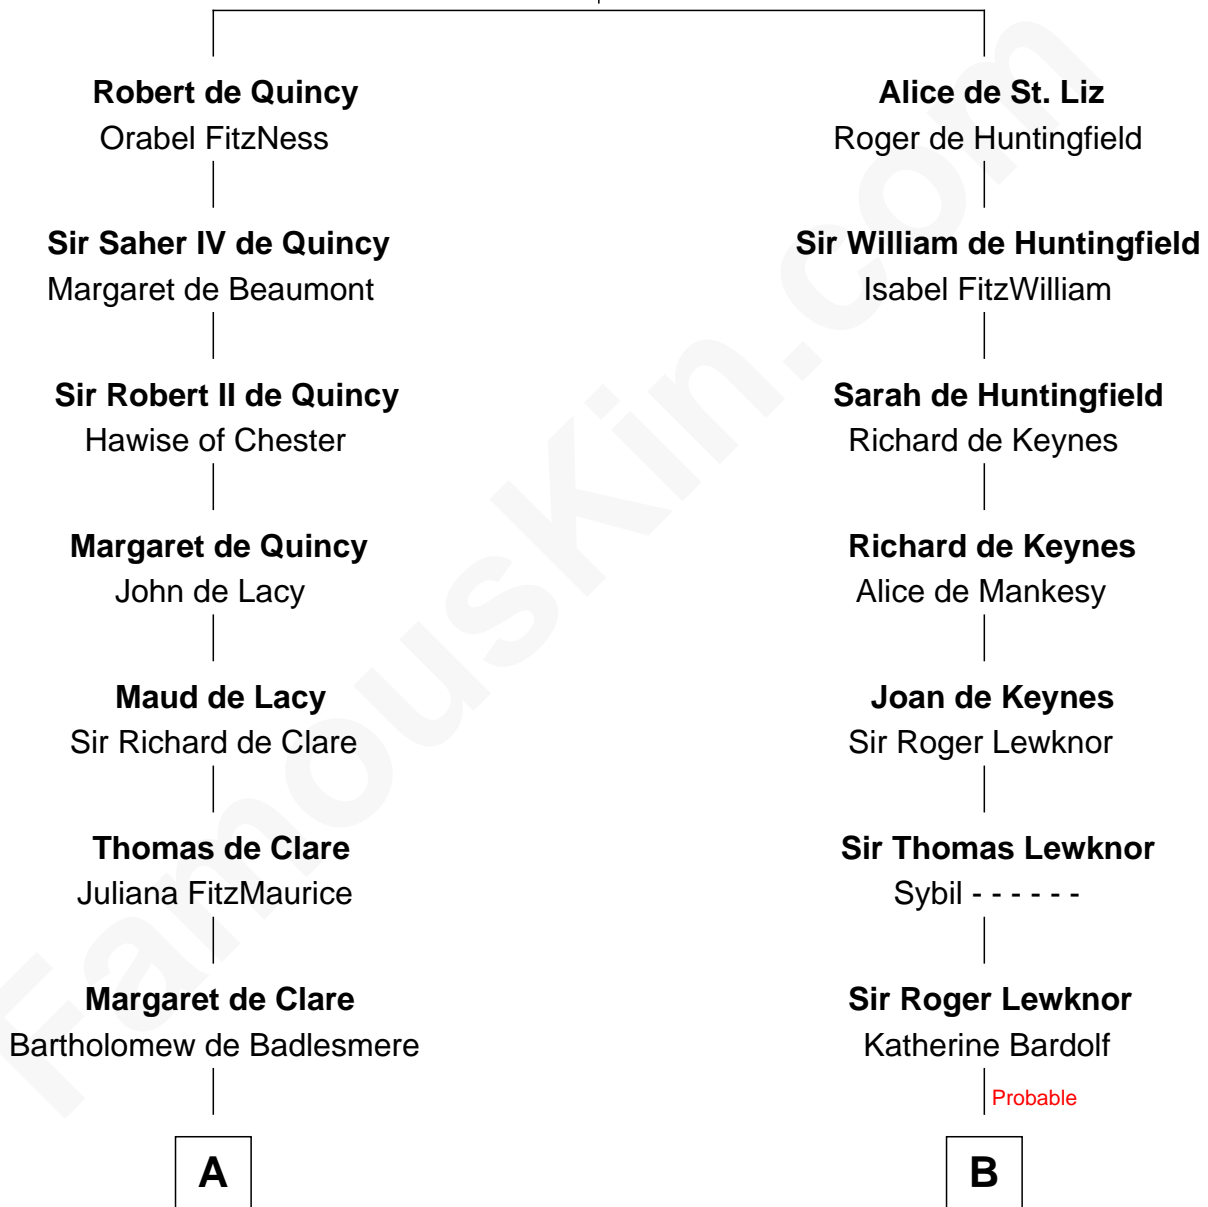 Robert de Quincy
Orabel FitzNess
Sir Saher IV de Quincy
Margaret de Beaumont
Sir Robert II de Quincy
Hawise of Chester
Margaret de Quincy
John de Lacy
Maud de Lacy
Sir Richard de Clare
Thomas de Clare
Juliana FitzMaurice
Margaret de Clare
Bartholomew de Badlesmere
A
Alice de St. Liz
Roger de Huntingfield
Sir William de Huntingfield
Isabel FitzWilliam
Sarah de Huntingfield
Richard de Keynes
Richard de Keynes
Alice de Mankesy
Joan de Keynes
Sir Roger Lewknor
Sir Thomas Lewknor
Sybil - - - - - -
Sir Roger Lewknor
Katherine Bardolf
Probable
B
FamousKin.com